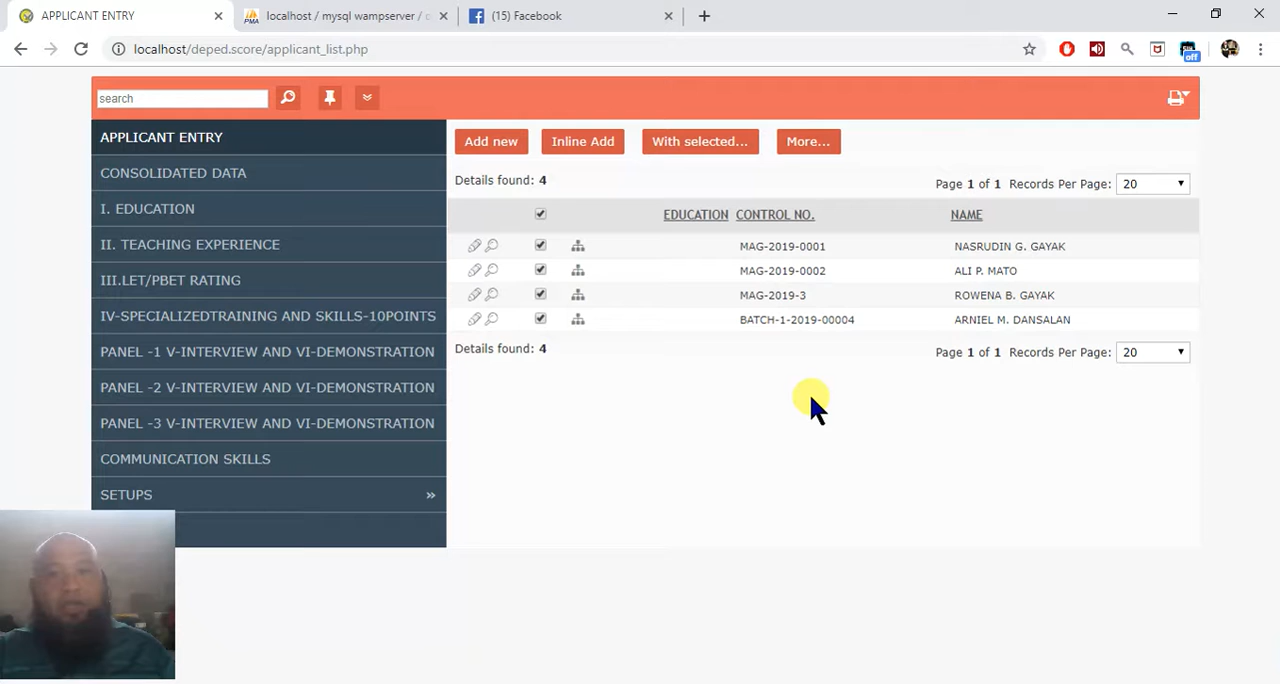 APPLICANT ENTRY
localhost / mysql wampserver /
(15) Facebook
localhost/deped.score/applicant_list.php
off
search
APPLICANT ENTRY
CONSOLIDATED DATA
I. EDUCATION
II. TEACHING EXPERIENCE
III.LET/PBET RATING
IV-SPECIALIZEDTRAINING AND SKILLS-10POINTS
PANEL -1 V-INTERVIEW AND VI-DEMONSTRATION
PANEL -2 V-INTERVIEW AND VI-DEMONSTRATION
PANEL -3 V-INTERVIEW AND VI-DEMONSTRATION
COMMUNICATION SKILLS
SETUPS »
Add new Inline Add With selected... More...
Details found: 4
Page 1 of 1 Records Per Page: 20
EDUCATION CONTROL NO. NAME
MAG-2019-0001 NASRUDIN G. GAYAK
MAG-2019-0002 ALI P. MATO
MAG-2019-3 ROWENA B. GAYAK
BATCH-1-2019-00004 ARNIEL M. DANSALAN
Details found: 4
Page 1 of 1 Records Per Page: 20